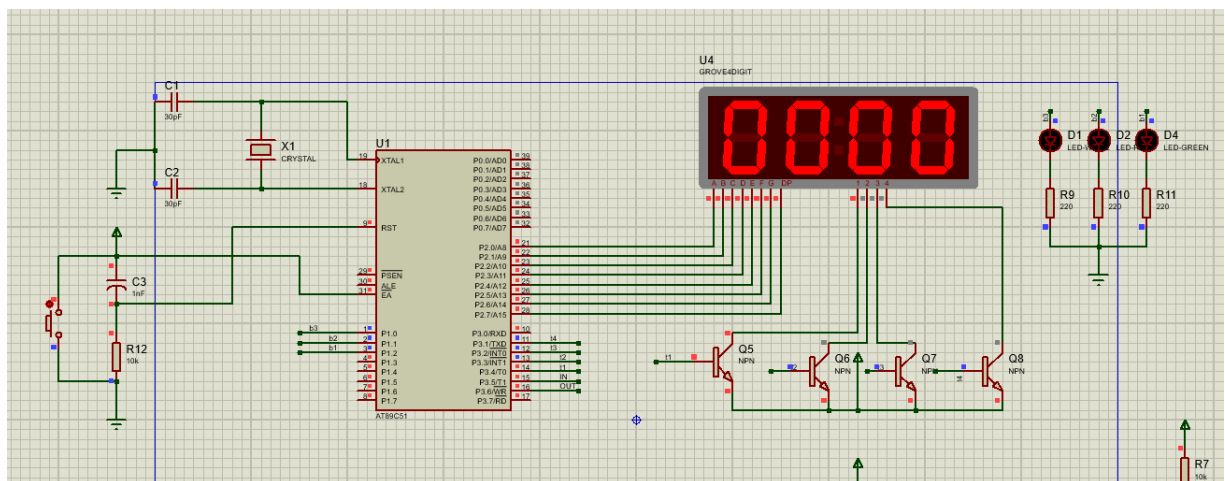 U4
GROVE4DIGIT
C1
30pF
X1
CRYSTAL
C2
30pF
U1
19
XTAL1
18
XTAL2
9
RST
29
PSEN
30
ALE
31
EA
1
P1.0
2
P1.1
3
P1.2
4
P1.3
5
P1.4
6
P1.5
7
P1.6
8
P1.7
P0.0/AD0
39
P0.1/AD1
38
P0.2/AD2
37
P0.3/AD3
36
P0.4/AD4
35
P0.5/AD5
34
P0.6/AD6
33
P0.7/AD7
32
P2.0/A8
21
P2.1/A9
22
P2.2/A10
23
P2.3/A11
24
P2.4/A12
25
P2.5/A13
26
P2.6/A14
27
P2.7/A15
28
P3.0/RXD
10
P3.1/TXD
11
P3.2/INT0
12
P3.3/INT1
13
P3.4/T0
14
P3.5/T1
15
P3.6/WR
16
P3.7/RD
17
AT89C51
b3
b2
b1
t4
t3
t2
t1
IN
OUT
C3
1nF
R12
10k
00:00
A B C D E F G DP
1 2 3 4
b3
b2
b1
D1
D2
D4
LED-GREEN
R9
220
R10
220
R11
220
t1
Q5
NPN
Q6
NPN
Q7
NPN
t4
Q8
NPN
R7
10k